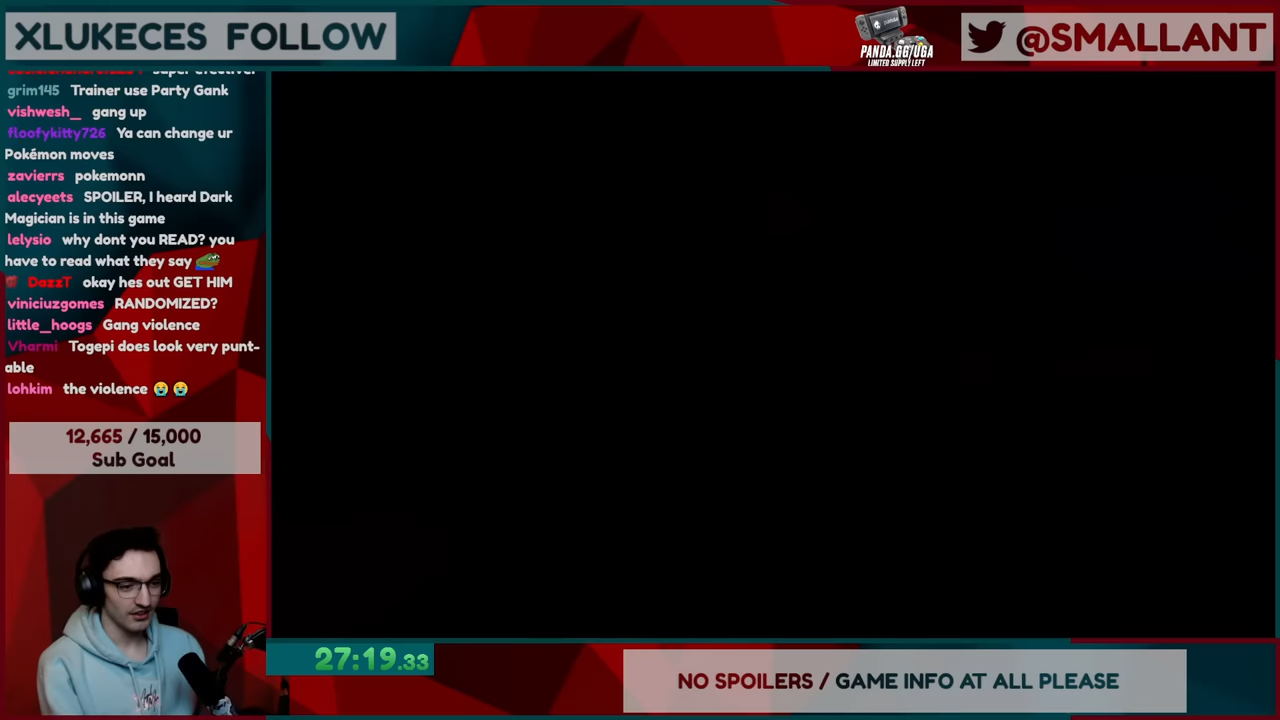 XLUKECES FOLLOW
PANDA.GG/UGA
LIMITED SUPPLY LEFT
@SMALLANT
grim145 Trainer use Party Gank
vishwesh_ gang up
floofykitty726 Ya can change ur
Pokémon moves
zavierrs pokemonn
alecyeets SPOILER, I heard Dark
Magician is in this game
lelysio why dont you READ? you
have to read what they say
DazzT okay hes out GET HIM
viniciuzgomes RANDOMIZED?
little_hoogs Gang violence
Vharmi Togepi does look very punt-
able
lohkim the violence 😭 😭
12,665 / 15,000
Sub Goal
27:19.33
NO SPOILERS / GAME INFO AT ALL PLEASE